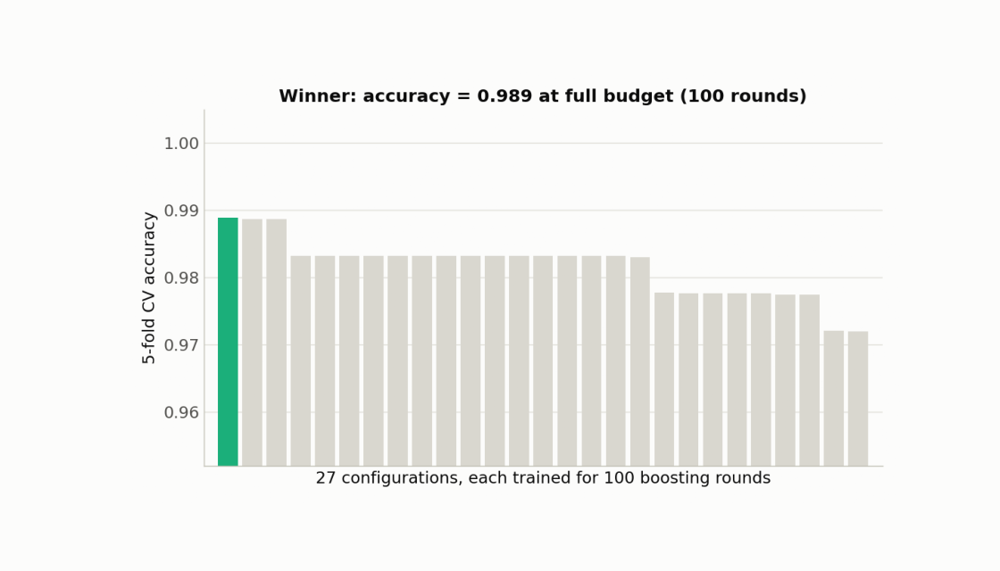 Winner: accuracy = 0.989 at full budget (100 rounds)
1.00
0.99
0.98
0.97
0.96
5-fold CV accuracy
27 configurations, each trained for 100 boosting rounds